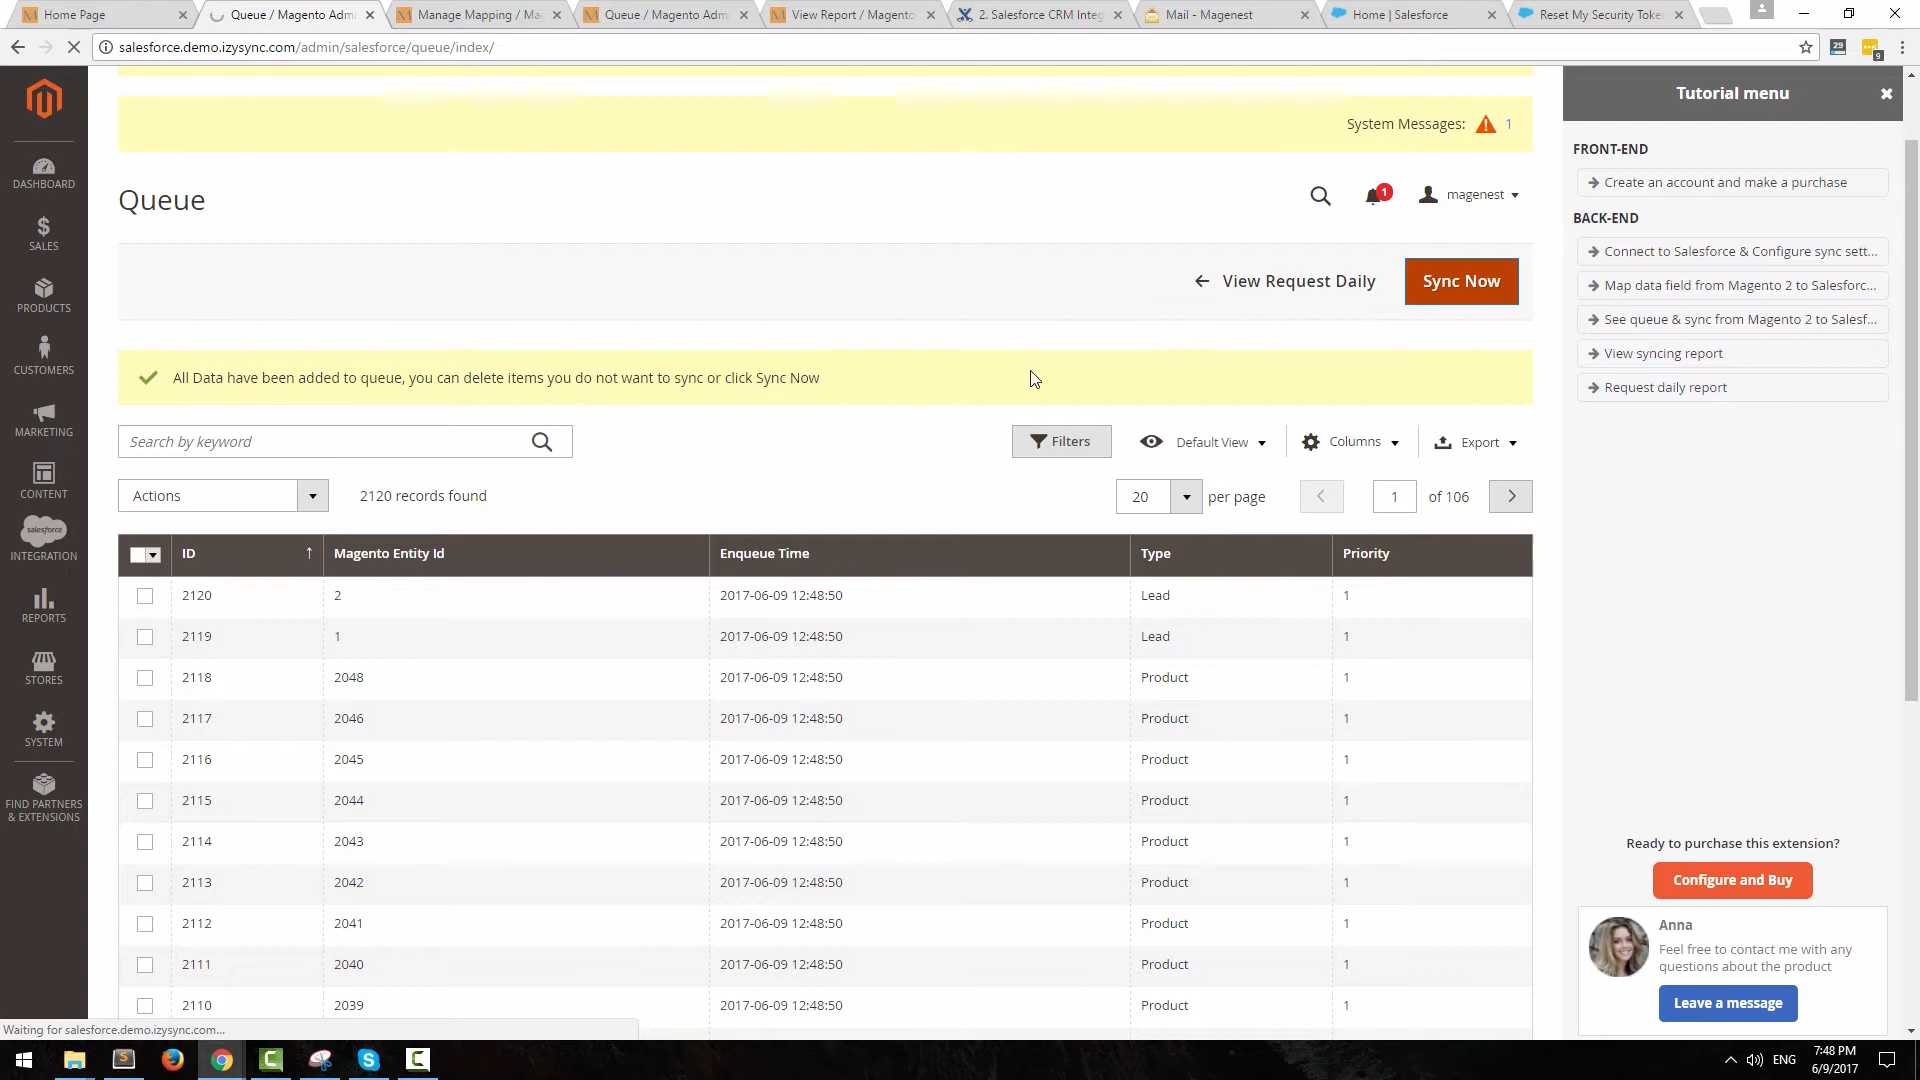 Home Page
Queue / Magento Adm
Manage Mapping / Ma
Queue / Magento Adm
View Report / Magento
2. Salesforce CRM Integ
Mail - Magenest
Home | Salesforce
Reset My Security Toke
salesforce.demo.izysync.com/admin/salesforce/queue/index/
29
9
DASHBOARD
SALES
PRODUCTS
CUSTOMERS
MARKETING
CONTENT
salesforce
INTEGRATION
REPORTS
STORES
SYSTEM
FIND PARTNERS
& EXTENSIONS
System Messages: 1
Queue
1
magenest
View Request Daily
Sync Now
All Data have been added to queue, you can delete items you do not want to sync or click Sync Now
Search by keyword
Filters
Default View
Columns
Export
Actions
2120 records found
20 per page
1 of 106
ID Magento Entity Id Enqueue Time Type Priority
2120 2 2017-06-09 12:48:50 Lead 1
2119 1 2017-06-09 12:48:50 Lead 1
2118 2048 2017-06-09 12:48:50 Product 1
2117 2046 2017-06-09 12:48:50 Product 1
2116 2045 2017-06-09 12:48:50 Product 1
2115 2044 2017-06-09 12:48:50 Product 1
2114 2043 2017-06-09 12:48:50 Product 1
2113 2042 2017-06-09 12:48:50 Product 1
2112 2041 2017-06-09 12:48:50 Product 1
2111 2040 2017-06-09 12:48:50 Product 1
2110 2039 2017-06-09 12:48:50 Product 1
Tutorial menu
FRONT-END
Create an account and make a purchase
BACK-END
Connect to Salesforce & Configure sync sett...
Map data field from Magento 2 to Salesforc...
See queue & sync from Magento 2 to Salesf...
View syncing report
Request daily report
Ready to purchase this extension?
Configure and Buy
Anna
Feel free to contact me with any
questions about the product
Leave a message
Waiting for salesforce.demo.izysync.com...
ENG
7:48 PM
6/9/2017